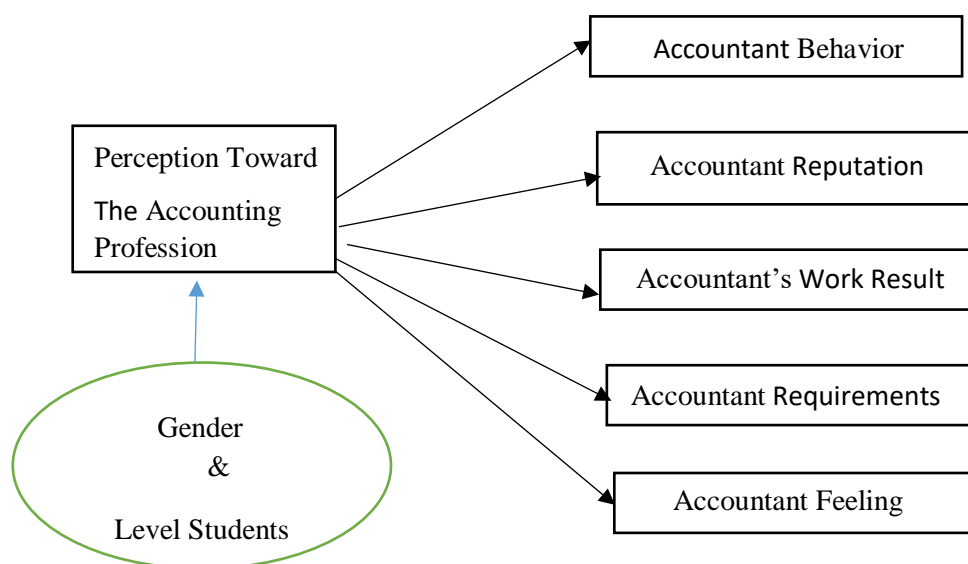 Accountant Behavior
Perception Toward
The Accounting
Profession
Accountant Reputation
Accountant’s Work Result
Accountant Requirements
Accountant Feeling
Gender
&
Level Students